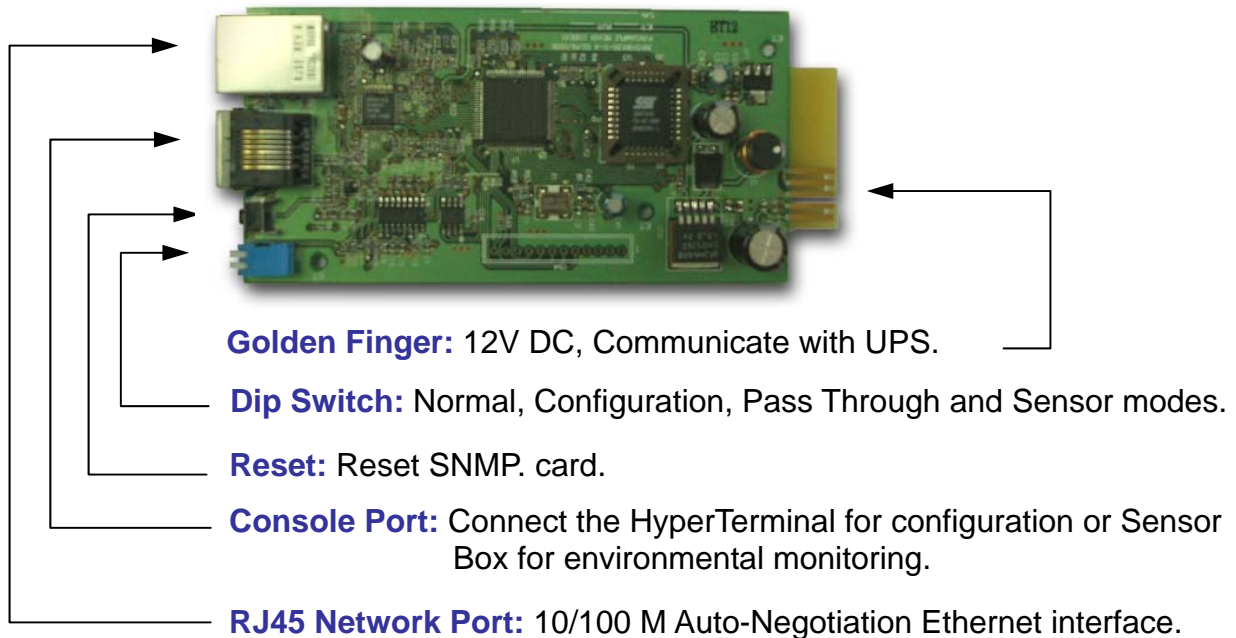 Golden Finger: 12V DC, Communicate with UPS.
Dip Switch: Normal, Configuration, Pass Through and Sensor modes.
Reset: Reset SNMP. card.
Console Port: Connect the HyperTerminal for configuration or Sensor
Box for environmental monitoring.
RJ45 Network Port: 10/100 M Auto-Negotiation Ethernet interface.